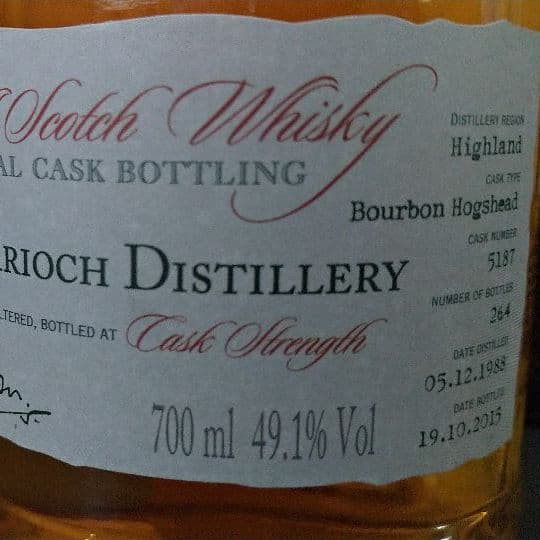 Scotch Whisky
AL CASK BOTTLING
RIOCH DISTILLERY
LTERED, BOTTLED AT Cask Strength
700 ml 49.1% Vol
DISTILLERY REGION
Highland
CASK TYPE
Bourbon Hogshead
CASK NUMBER
5187
NUMBER OF BOTTLES
264
DATE DISTILLED
05.12.1988
DATE BOTTLED
19.10.2015